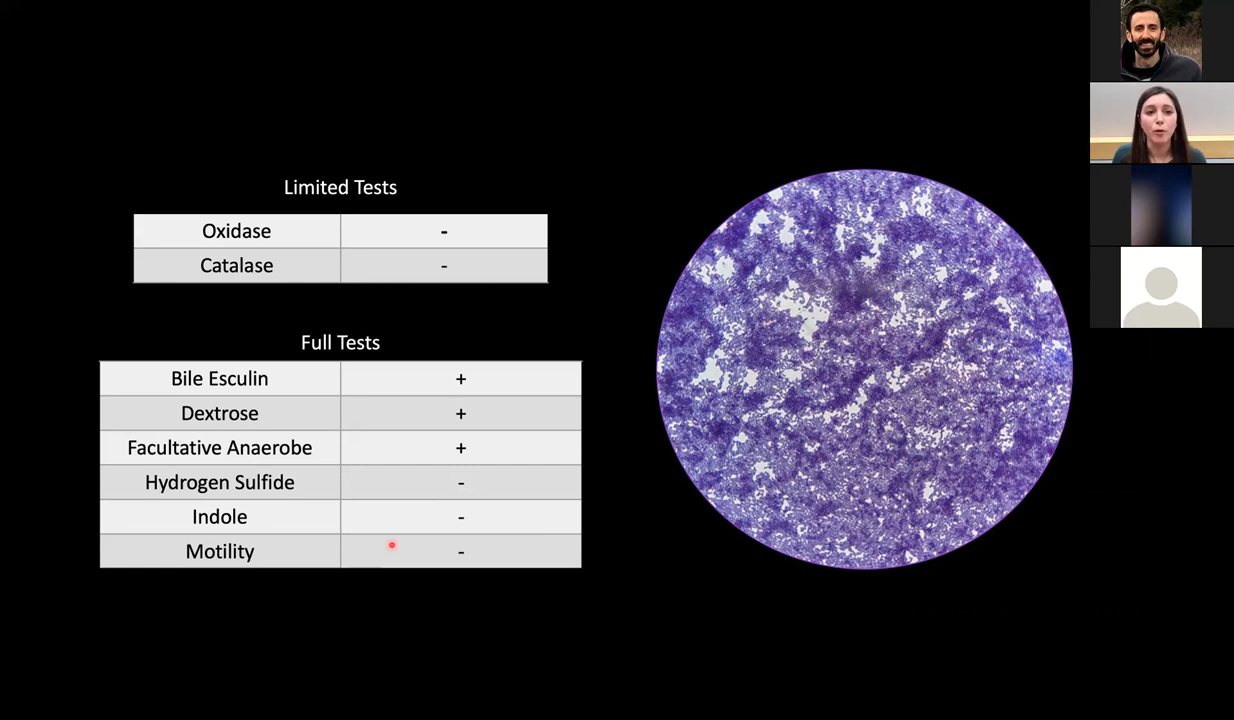 Limited Tests
Oxidase -
Catalase -
Full Tests
Bile Esculin +
Dextrose +
Facultative Anaerobe +
Hydrogen Sulfide -
Indole -
Motility -